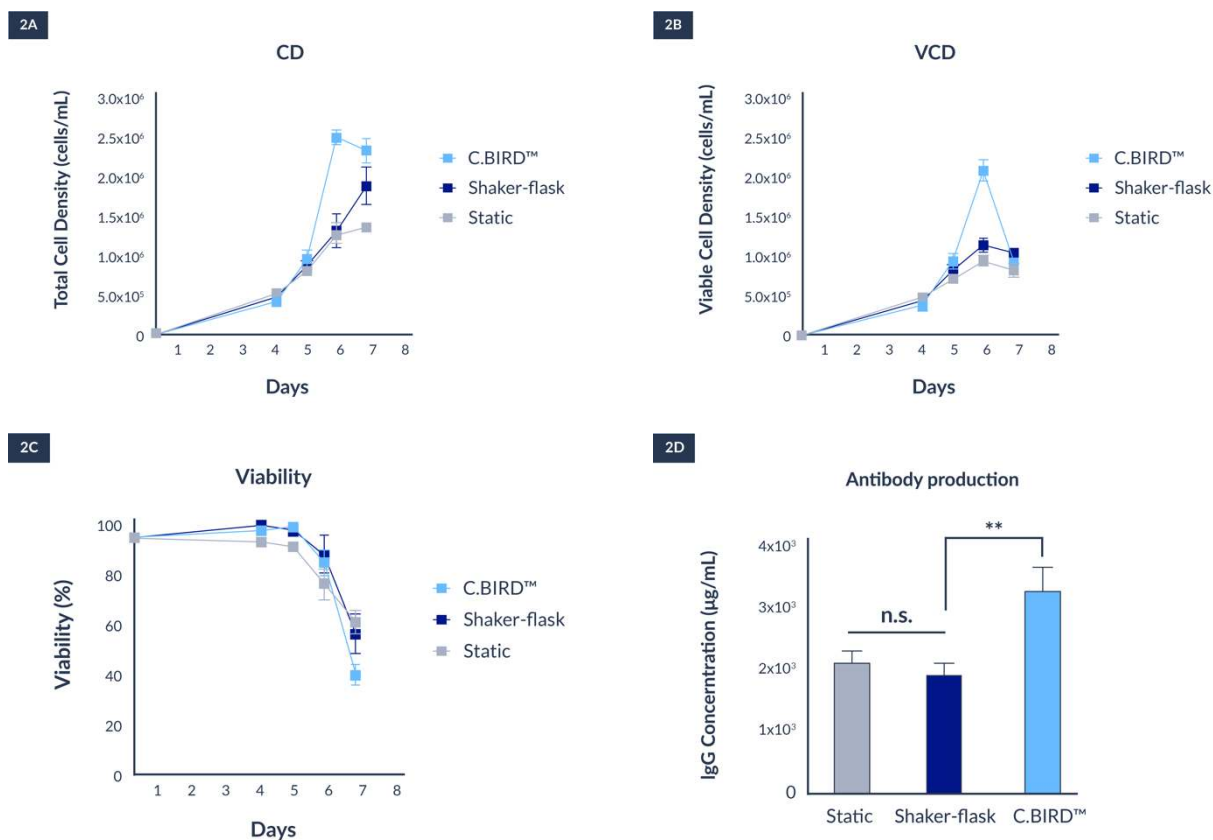 2A
CD
Total Cell Density (cells/mL)
3.0x10⁶
2.5x10⁶
2.0x10⁶
1.5x10⁶
1.0x10⁶
5.0x10⁵
0
1 2 3 4 5 6 7 8
Days
C.BIRD™
Shaker-flask
Static
2B
VCD
Viable Cell Density (cells/mL)
3.0x10⁶
2.5x10⁶
2.0x10⁶
1.5x10⁶
1.0x10⁶
5.0x10⁵
0
1 2 3 4 5 6 7 8
Days
C.BIRD™
Shaker-flask
Static
2C
Viability
Viability (%)
100
80
60
40
20
0
1 2 3 4 5 6 7 8
Days
C.BIRD™
Shaker-flask
Static
2D
Antibody production
IgG Concerntration (µg/mL)
4x10³
3x10³
2x10³
1x10³
0
n.s.
**
Static Shaker-flask C.BIRD™